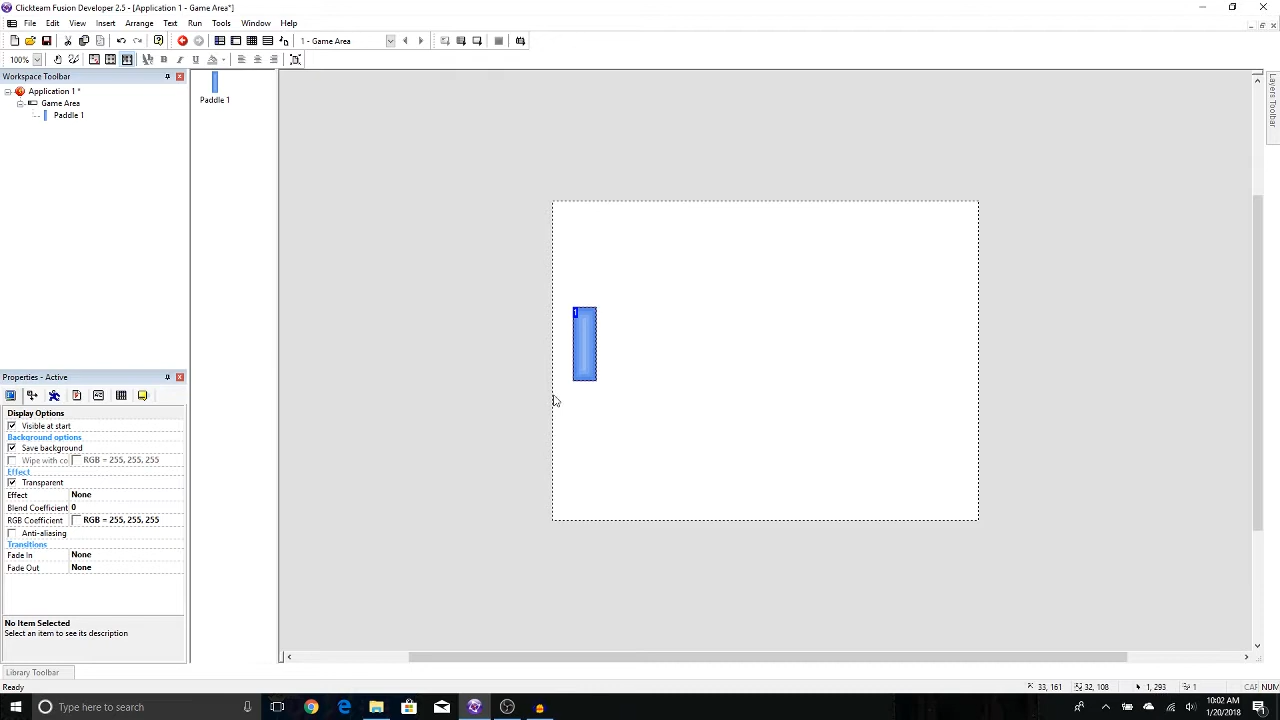 Clickteam Fusion Developer 2.5 - [Application 1 - Game Area*]
File Edit View Insert Arrange Text Run Tools Window Help
1 - Game Area
100%
B I U
Workspace Toolbar
Application 1 *
Game Area
Paddle 1
Paddle 1
Layers Toolbar
1
Properties - Active
Display Options
Visible at start
Background options
Save background
Wipe with co RGB = 255, 255, 255
Effect
Transparent
Effect None
Blend Coefficient 0
RGB Coefficient RGB = 255, 255, 255
Anti-aliasing
Transitions
Fade In None
Fade Out None
No Item Selected
Select an item to see its description
Library Toolbar
Ready
33, 161 32, 108 1, 293 1 CAP NUM
Type here to search
10:02 AM
1/20/2018